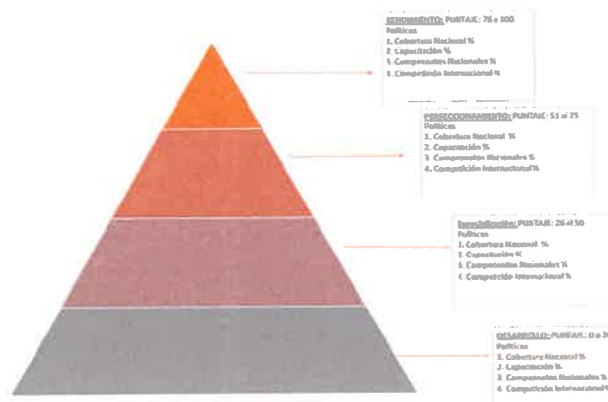 RENDIMIENTO: PUNTAJE: 76 a 100
Políticas
1. Cobertura Nacional %
2. Capacitación %
3. Campeonatos Nacionales %
4. Competición Internacional %
PERFECCIONAMIENTO: PUNTAJE: 51 al 75
Políticas
1. Cobertura Nacional %
2. Capacitación %
3. Campeonatos Nacionales %
4. Competición Internacional %
Especialización: PUNTAJE: 26 al 50
Políticas
1. Cobertura Nacional %
2. Capacitación %
3. Campeonatos Nacionales %
4. Competición Internacional %
DESARROLLO: PUNTAJE: 0 a
Políticas
1. Cobertura Nacional %
2. Capacitación %
3. Campeonatos Nacionales %
4. Competición Internacional%